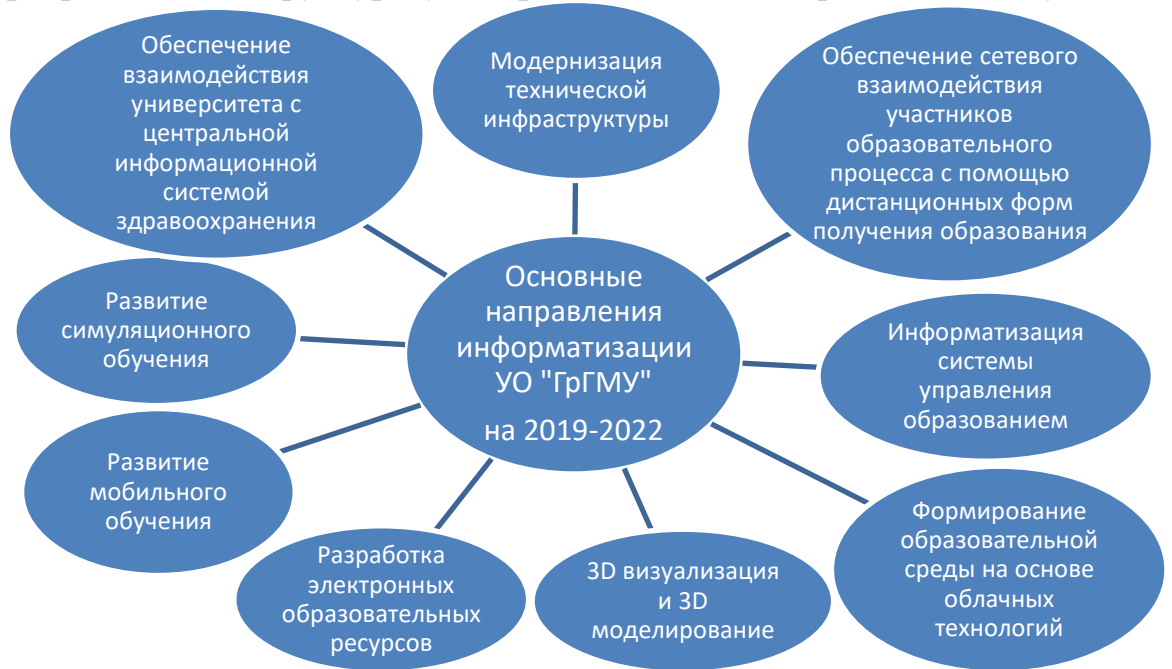 Обеспечение
взаимодействия
университета с
центральной
информационной
системой
здравоохранения
Модернизация
технической
инфраструктуры
Обеспечение сетевого
взаимодействия
участников
образовательного
процесса с помощью
дистанционных форм
получения образования
Основные
направления
информатизации
УО "ГрГМУ"
на 2019-2022
Развитие
симуляционного
обучения
Информатизация
системы
управления
образованием
Развитие
мобильного
обучения
Формирование
образовательной
среды на основе
облачных
технологий
Разработка
электронных
образовательных
ресурсов
3D визуализация
и 3D
моделирование